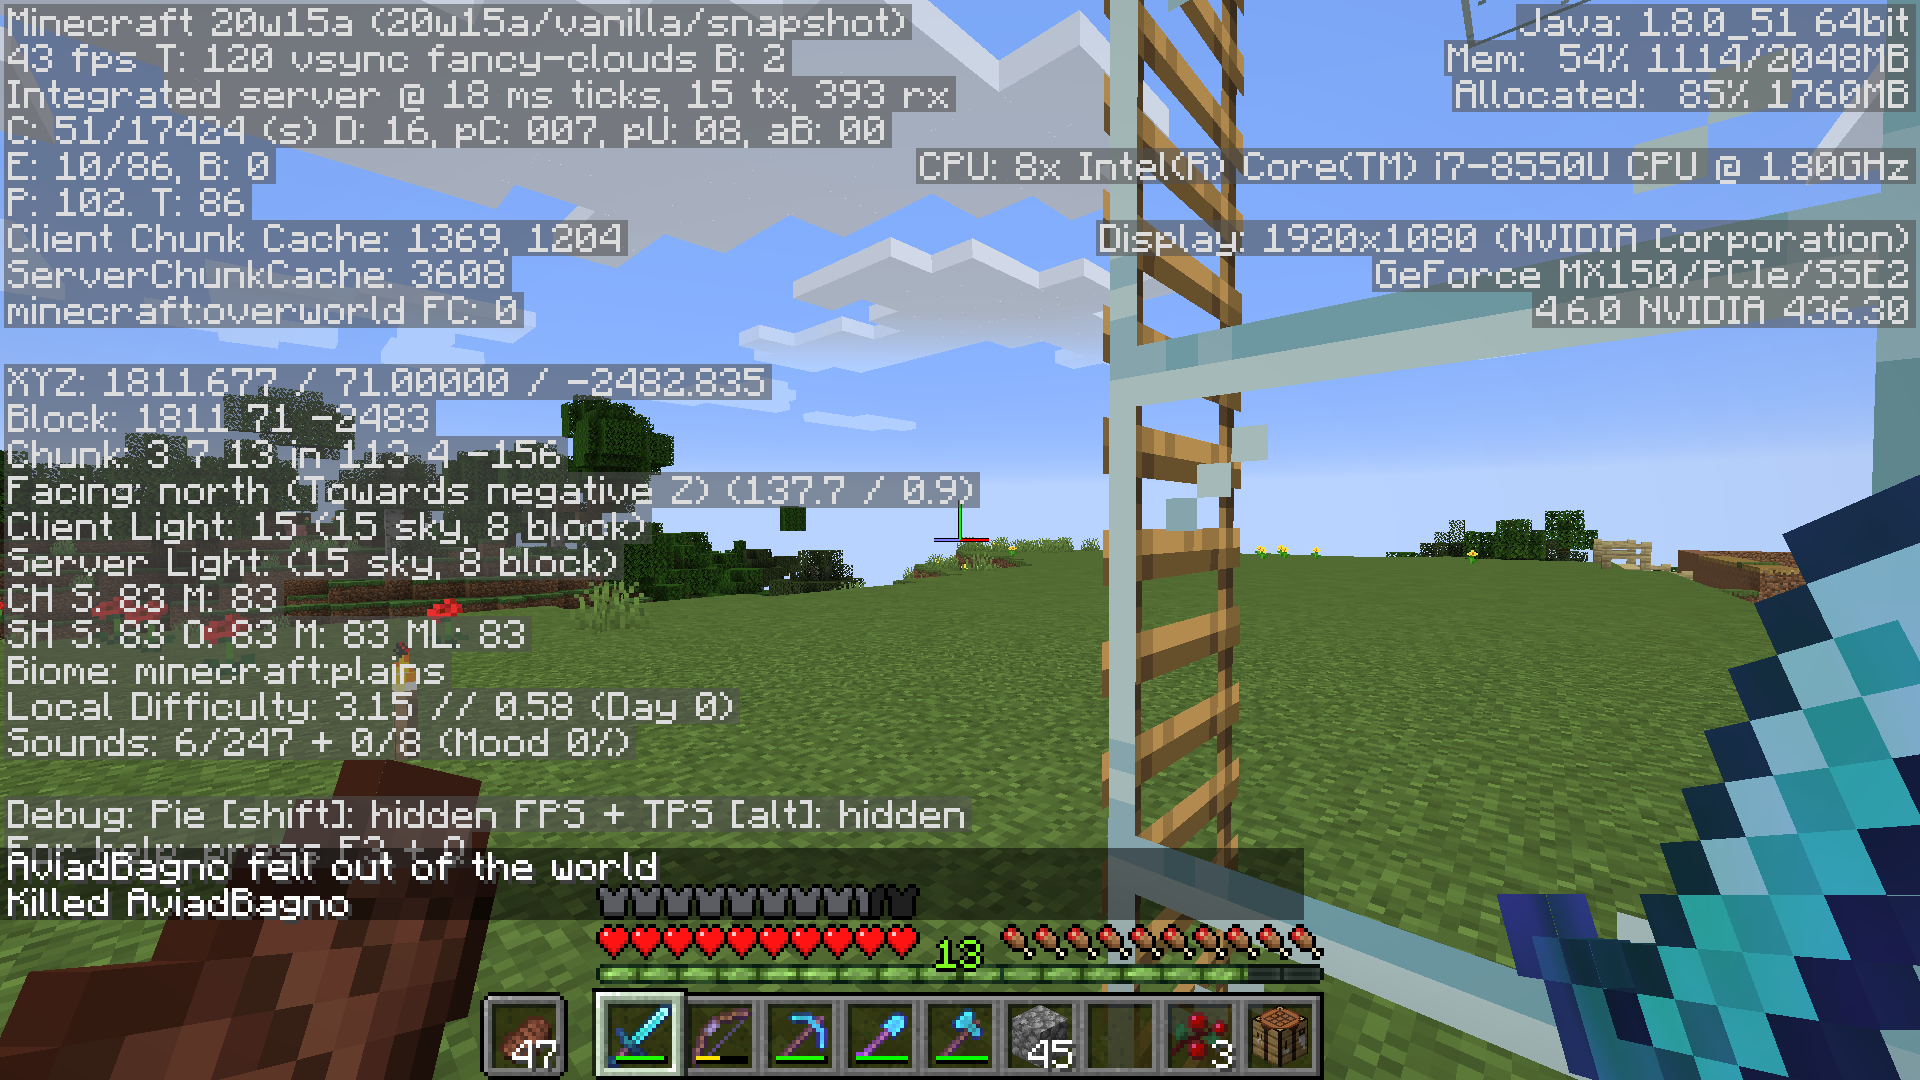 Minecraft 20w15a (20w15a/vanilla/snapshot)
43 fps T: 120 vsync fancy-clouds B: 2
Integrated server @ 18 ms ticks, 15 tx, 393 rx
C: 51/17424 (s) D: 16, pC: 007, pU: 08, aB: 00
E: 10/86, B: 0
P: 102. T: 86
Client Chunk Cache: 1369, 1204
ServerChunkCache: 3608
minecraft:overworld FC: 0
XYZ: 1811.677 / 71.00000 / -2482.835
Block: 1811 71 -2483
Chunk: 3 7 13 in 113 4 -156
Facing: north (Towards negative Z) (137.7 / 0.9)
Client Light: 15 (15 sky, 8 block)
Server Light: (15 sky, 8 block)
CH S: 83 M: 83
SH S: 83 O: 83 M: 83 ML: 83
Biome: minecraft:plains
Local Difficulty: 3.15 // 0.58 (Day 0)
Sounds: 6/247 + 0/8 (Mood 0%)
Debug: Pie [shift]: hidden FPS + TPS [alt]: hidden
For help: press F3 + Q
AviadBagno fell out of the world
Killed AviadBagno
Java: 1.8.0_51 64bit
Mem: 54% 1114/2048MB
Allocated: 85% 1760MB
CPU: 8x Intel(R) Core(TM) i7-8550U CPU @ 1.80GHz
Display: 1920x1080 (NVIDIA Corporation)
GeForce MX150/PCIe/SSE2
4.6.0 NVIDIA 436.30
13
47
45
3